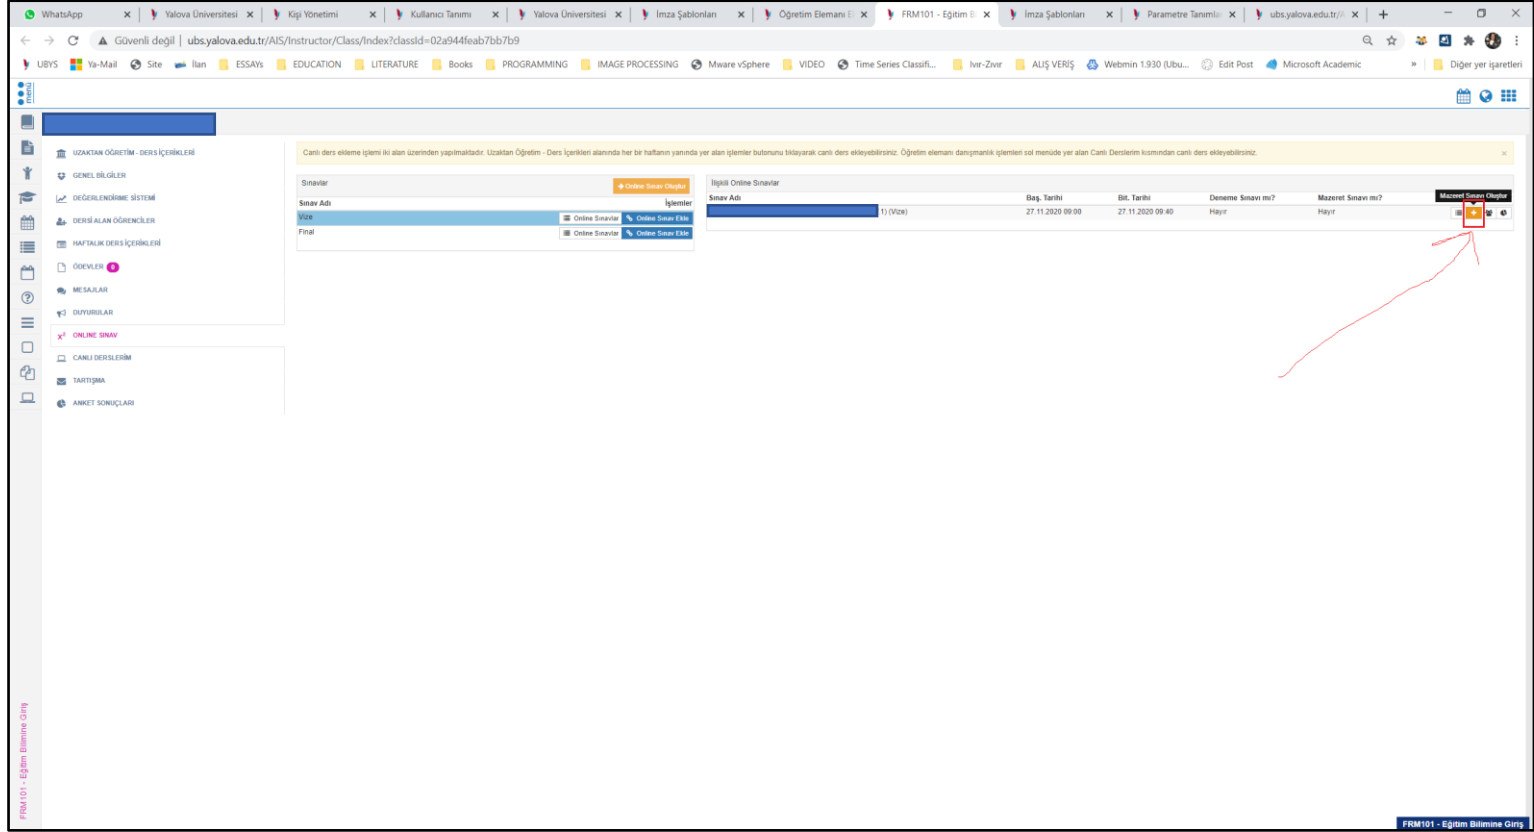 WhatsApp
Yalova Üniversitesi
Kişi Yönetimi
Kullanıcı Tanımı
Yalova Üniversitesi
İmza Şablonları
Öğretim Elemanı
FRM101 - Eğitim
İmza Şablonları
Parametre Tanımla
ubs.yalova.edu.tr/
Güvenli değil | ubs.yalova.edu.tr/AIS/Instructor/Class/Index?classId=02a944feab7bb7b9
UBYS Ya-Mail Site İlan ESSAYs EDUCATION LITERATURE Books PROGRAMMING IMAGE PROCESSING Mware vSphere VIDEO Time Series Classifi... Ivır-Zıvır ALIŞ VERİŞ Webmin 1.930 (Ubu... Edit Post Microsoft Academic » Diğer yer işaretleri
menü
UZAKTAN ÖĞRETİM - DERS İÇERİKLERİ
GENEL BİLGİLER
DEĞERLENDİRME SİSTEMİ
DERSİ ALAN ÖĞRENCİLER
HAFTALIK DERS İÇERİKLERİ
ÖDEVLER 0
MESAJLAR
DUYURULAR
x² ONLINE SINAV
CANLI DERSLERİM
TARTIŞMA
ANKET SONUÇLARI
Canlı ders ekleme işlemi iki alan üzerinden yapılmaktadır. Uzaktan Öğretim - Ders İçerikleri alanında her bir haftanın yanında yer alan işlemler butonunu tıklayarak canlı ders ekleyebilirsiniz. Öğretim elemanı danışmanlık işlemleri sol menüde yer alan Canlı Derslerim kısmından canlı ders ekleyebilirsiniz.
Sınavlar
+ Online Sınav Oluştur
Sınav Adı İşlemler
Vize Online Sınavlar Online Sınav Ekle
Final Online Sınavlar Online Sınav Ekle
İlişkili Online Sınavlar
Sınav Adı Baş. Tarihi Bit. Tarihi Deneme Sınavı mı? Mazeret Sınavı mı?
Mazeret Sınavı Oluştur
1) (Vize) 27.11.2020 09:00 27.11.2020 09:40 Hayır Hayır
FRM101 - Eğitim Bilimine Giriş
FRM101 - Eğitim Bilimine Giriş